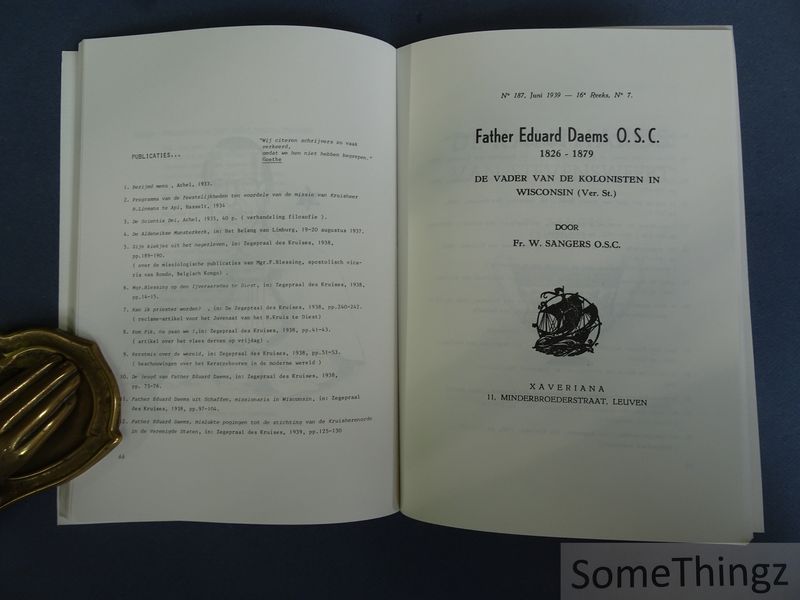 "Wij citeren schrijvers zo vaak
verkeerd,
omdat we hen niet hebben begrepen."
Goethe
PUBLICATIES...
1. Berijmd menu, Achel, 1933.
2. Programma van de feestelijkheden ten voordele van de missie van Kruisheer
H. Linmans te Api, Hasselt, 1934
3. De Scientia Dei, Achel, 1935, 40 p. ( verhandeling filosofie ).
4. De Aldeneikse Munsterkerk, in: Het Belang van Limburg, 19-20 augustus 1937.
5. Zijn kiekjes uit het negerleven, in: Zegepraal des Kruises, 1938,
pp.189-190.
( over de missiologische publicaties van Mgr.F.Blessing, apostolisch vica-
ris van Bondo, Belgisch Kongo) .
6. Mgr.Blessing op den Ijveraarsdag te Diest, in: Zegepraal des Kruises, 1938,
pp.14-15.
7. Kan ik priester worden? , in: De Zegepraal des Kruises, 1938, pp.240-242.
( reclame-artikel voor het Juvenaat van het H.Kruis te Diest)
8. Kom Pik, nu gaan we !,in: Zegepraal des Kruises, 1938, pp.41-43.
( artikel over het vlees derven op vrijdag) .
9. Kerstmis over de wereld, in: Zegepraal des Kruises, 1938, pp.51-53.
( beschouwingen over het Kerstgebeuren in de moderne wereld )
10. De jeugd van Father Eduard Daems, in: Zegepraal des Kruises, 1938,
pp. 73-76.
11. Father Eduard Daems uit Schaffen, missionaris in Wisconsin, in: Zegepraal
des Kruises, 1938, pp.97-104.
12. Father Eduard Daems, Mislukte pogingen tot de stichting van de Kruisherenorde
in de Verenigde Staten, in: Zegepraal des Kruises, 1939, pp.125-130
N° 187, Juni 1939 — 16e Reeks, N° 7.
Father Eduard Daems O. S. C.
1826 - 1879
DE VADER VAN DE KOLONISTEN IN
WISCONSIN (Ver. St.)
DOOR
Fr. W. SANGERS O.S.C.
XAVERIANA
11, MINDERBROEDERSTRAAT, LEUVEN
SomeThingz